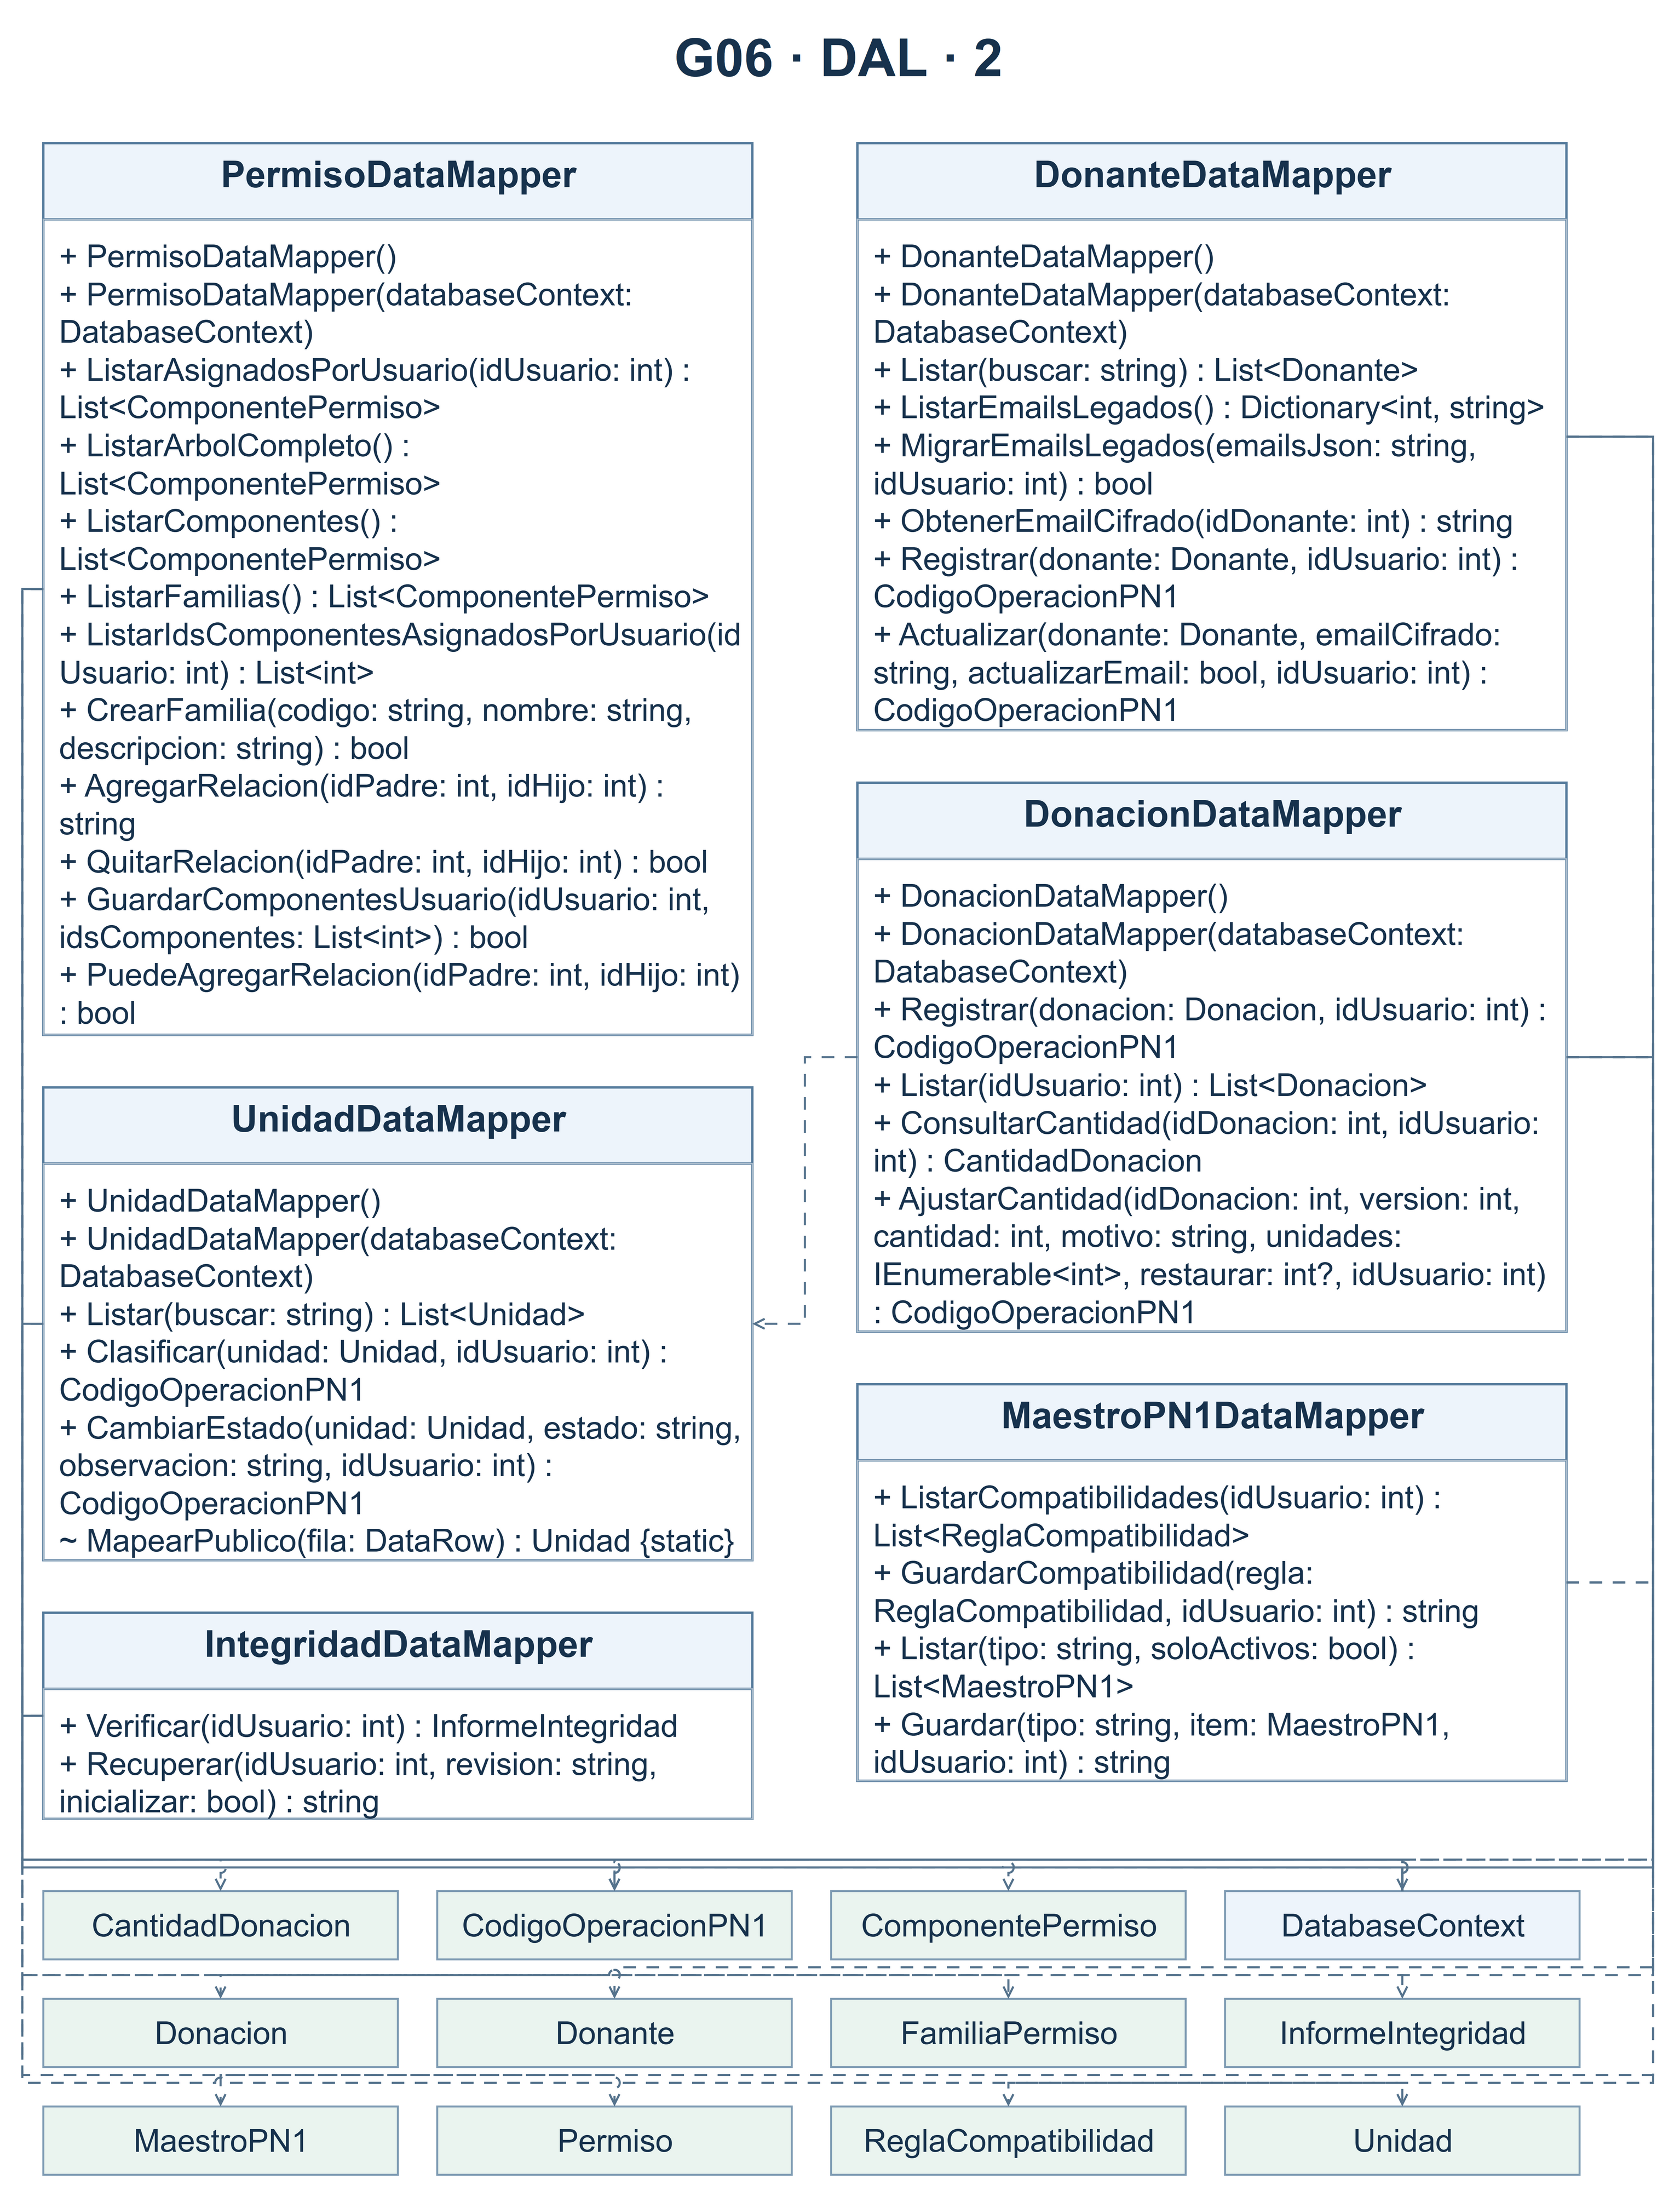 G06 · DAL · 2
PermisoDataMapper
+ PermisoDataMapper()
+ PermisoDataMapper(databaseContext:
DatabaseContext)
+ ListarAsignadosPorUsuario(idUsuario: int) :
List<ComponentePermiso>
+ ListarArbolCompleto() :
List<ComponentePermiso>
+ ListarComponentes() :
List<ComponentePermiso>
+ ListarFamilias() : List<ComponentePermiso>
+ ListarIdsComponentesAsignadosPorUsuario(id
Usuario: int) : List<int>
+ CrearFamilia(codigo: string, nombre: string,
descripcion: string) : bool
+ AgregarRelacion(idPadre: int, idHijo: int) :
string
+ QuitarRelacion(idPadre: int, idHijo: int) : bool
+ GuardarComponentesUsuario(idUsuario: int,
idsComponentes: List<int>) : bool
+ PuedeAgregarRelacion(idPadre: int, idHijo: int)
: bool
UnidadDataMapper
+ UnidadDataMapper()
+ UnidadDataMapper(databaseContext:
DatabaseContext)
+ Listar(buscar: string) : List<Unidad>
+ Clasificar(unidad: Unidad, idUsuario: int) :
CodigoOperacionPN1
+ CambiarEstado(unidad: Unidad, estado: string,
observacion: string, idUsuario: int) :
CodigoOperacionPN1
~ MapearPublico(fila: DataRow) : Unidad {static}
IntegridadDataMapper
+ Verificar(idUsuario: int) : InformeIntegridad
+ Recuperar(idUsuario: int, revision: string,
inicializar: bool) : string
DonanteDataMapper
+ DonanteDataMapper()
+ DonanteDataMapper(databaseContext:
DatabaseContext)
+ Listar(buscar: string) : List<Donante>
+ ListarEmailsLegados() : Dictionary<int, string>
+ MigrarEmailsLegados(emailsJson: string,
idUsuario: int) : bool
+ ObtenerEmailCifrado(idDonante: int) : string
+ Registrar(donante: Donante, idUsuario: int) :
CodigoOperacionPN1
+ Actualizar(donante: Donante, emailCifrado:
string, actualizarEmail: bool, idUsuario: int) :
CodigoOperacionPN1
DonacionDataMapper
+ DonacionDataMapper()
+ DonacionDataMapper(databaseContext:
DatabaseContext)
+ Registrar(donacion: Donacion, idUsuario: int) :
CodigoOperacionPN1
+ Listar(idUsuario: int) : List<Donacion>
+ ConsultarCantidad(idDonacion: int, idUsuario:
int) : CantidadDonacion
+ AjustarCantidad(idDonacion: int, version: int,
cantidad: int, motivo: string, unidades:
IEnumerable<int>, restaurar: int?, idUsuario: int)
: CodigoOperacionPN1
MaestroPN1DataMapper
+ ListarCompatibilidades(idUsuario: int) :
List<ReglaCompatibilidad>
+ GuardarCompatibilidad(regla:
ReglaCompatibilidad, idUsuario: int) : string
+ Listar(tipo: string, soloActivos: bool) :
List<MaestroPN1>
+ Guardar(tipo: string, item: MaestroPN1,
idUsuario: int) : string
CantidadDonacion
CodigoOperacionPN1
ComponentePermiso
DatabaseContext
Donacion
Donante
FamiliaPermiso
InformeIntegridad
MaestroPN1
Permiso
ReglaCompatibilidad
Unidad